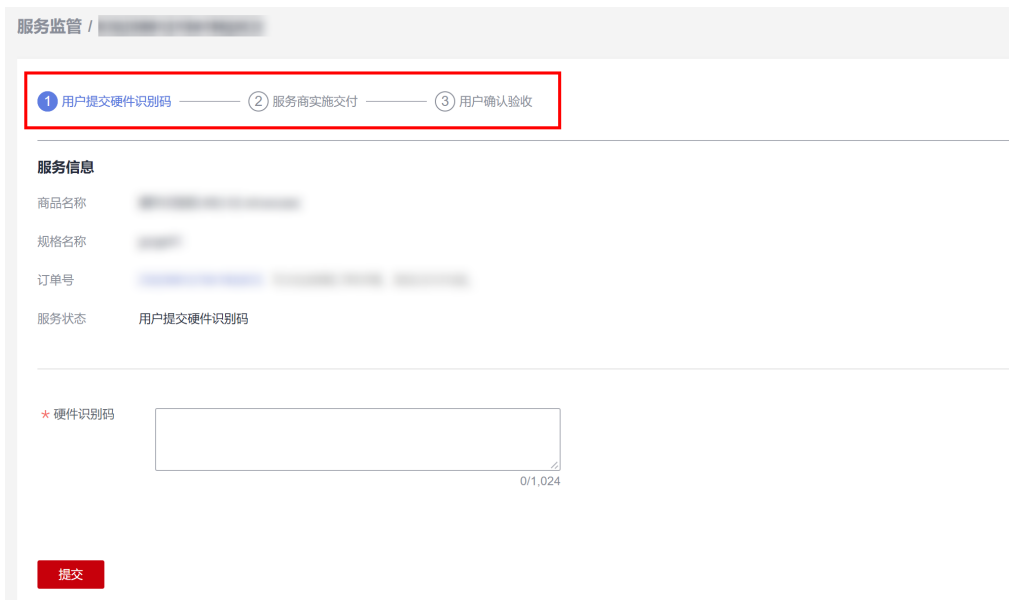 服务监管 /
1 用户提交硬件识别码 2 服务商实施交付 3 用户确认验收
服务信息
商品名称
规格名称
订单号
服务状态 用户提交硬件识别码
* 硬件识别码
0/1,024
提交